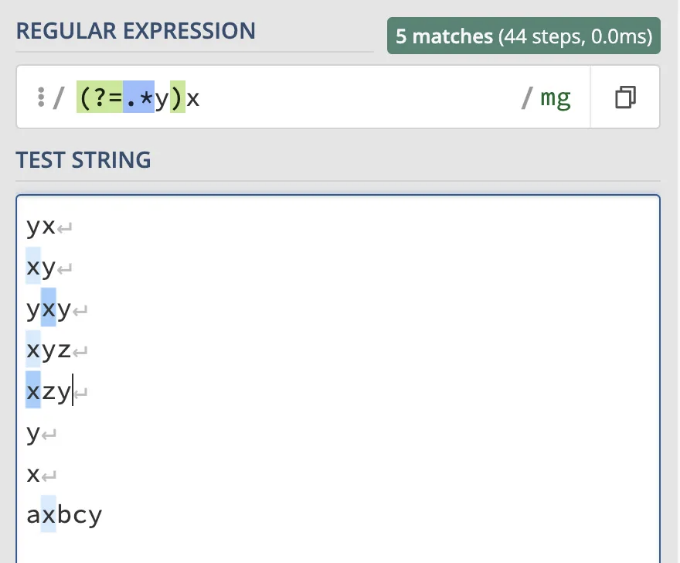 REGULAR EXPRESSION
5 matches (44 steps, 0.0ms)
/ (?=.*y)x / mg
TEST STRING
yx↵
xy↵
yxy↵
xyz↵
xzy↵
y↵
x↵
axbcy